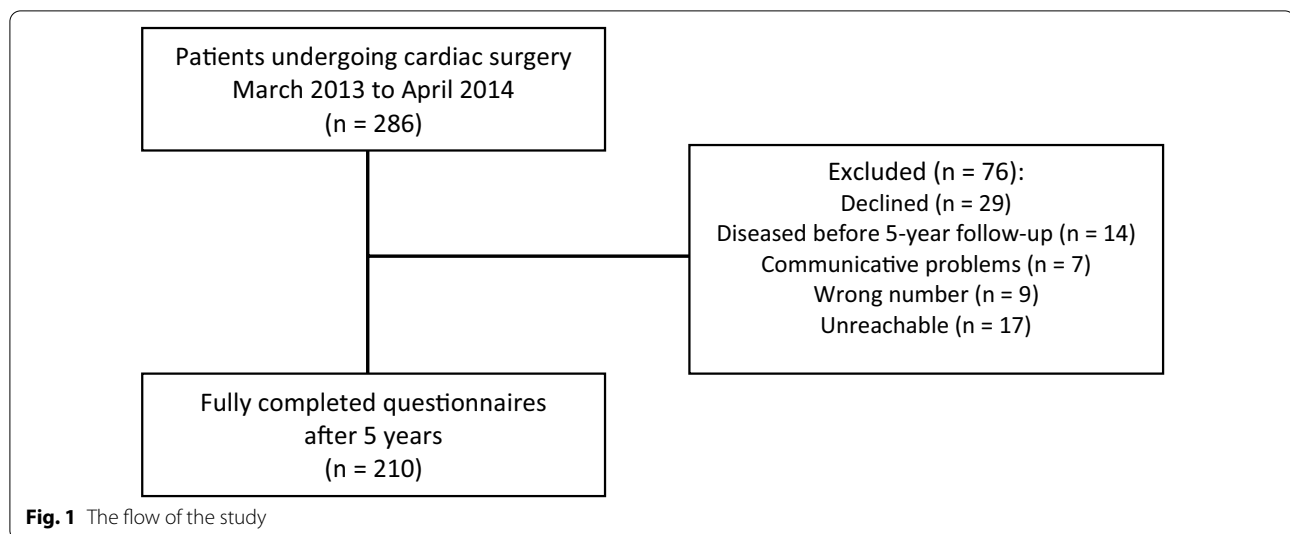 Patients undergoing cardiac surgery
March 2013 to April 2014
(n = 286)
Excluded (n = 76):
Declined (n = 29)
Diseased before 5-year follow-up (n = 14)
Communicative problems (n = 7)
Wrong number (n = 9)
Unreachable (n = 17)
Fully completed questionnaires
after 5 years
(n = 210)
Fig. 1 The flow of the study